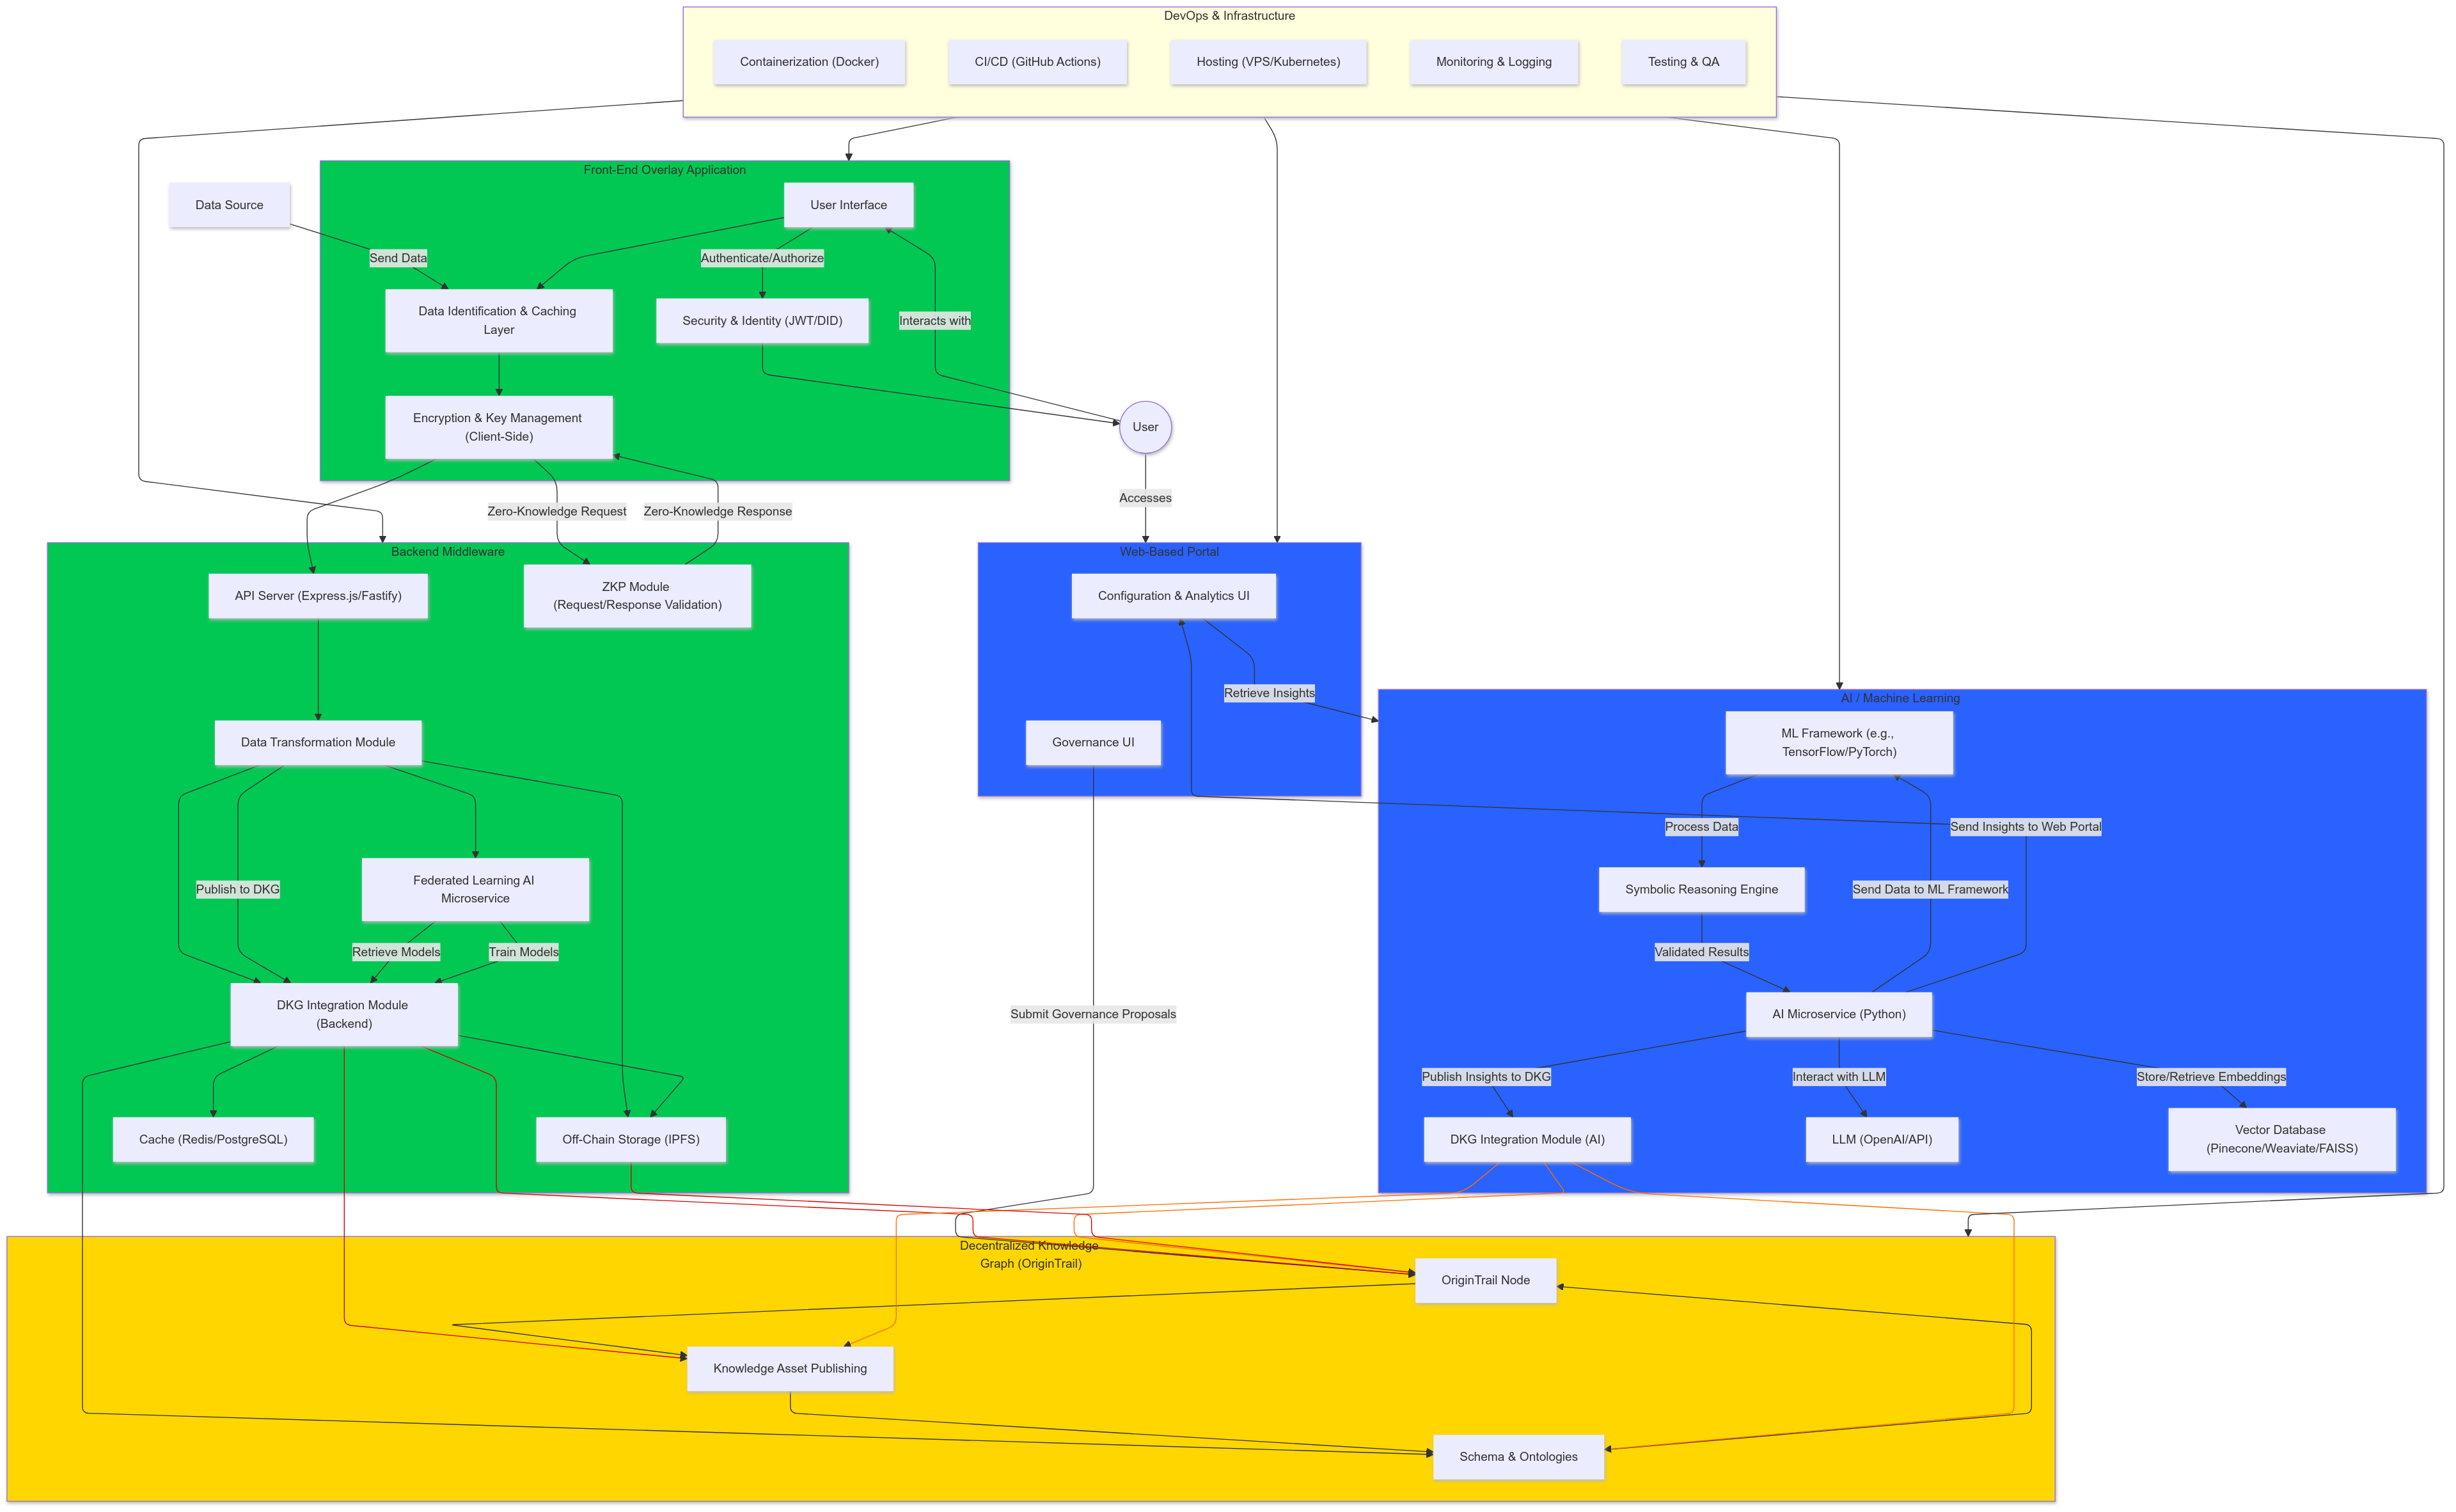 DevOps & Infrastructure
Containerization (Docker)
CI/CD (GitHub Actions)
Hosting (VPS/Kubernetes)
Monitoring & Logging
Testing & QA
Front-End Overlay Application
Data Source
User Interface
Send Data
Authenticate/Authorize
Data Identification & Caching
Layer
Security & Identity (JWT/DID)
Interacts with
Encryption & Key Management
(Client-Side)
User
Zero-Knowledge Request
Zero-Knowledge Response
Accesses
Backend Middleware
API Server (Express.js/Fastify)
ZKP Module
(Request/Response Validation)
Data Transformation Module
Publish to DKG
Federated Learning AI
Microservice
Retrieve Models
Train Models
DKG Integration Module
(Backend)
Cache (Redis/PostgreSQL)
Off-Chain Storage (IPFS)
Web-Based Portal
Configuration & Analytics UI
Retrieve Insights
Governance UI
Submit Governance Proposals
AI / Machine Learning
ML Framework (e.g.,
TensorFlow/PyTorch)
Process Data
Send Insights to Web Portal
Symbolic Reasoning Engine
Send Data to ML Framework
Validated Results
AI Microservice (Python)
Publish Insights to DKG
Interact with LLM
Store/Retrieve Embeddings
DKG Integration Module (AI)
LLM (OpenAI/API)
Vector Database
(Pinecone/Weaviate/FAISS)
Decentralized Knowledge
Graph (OriginTrail)
OriginTrail Node
Knowledge Asset Publishing
Schema & Ontologies